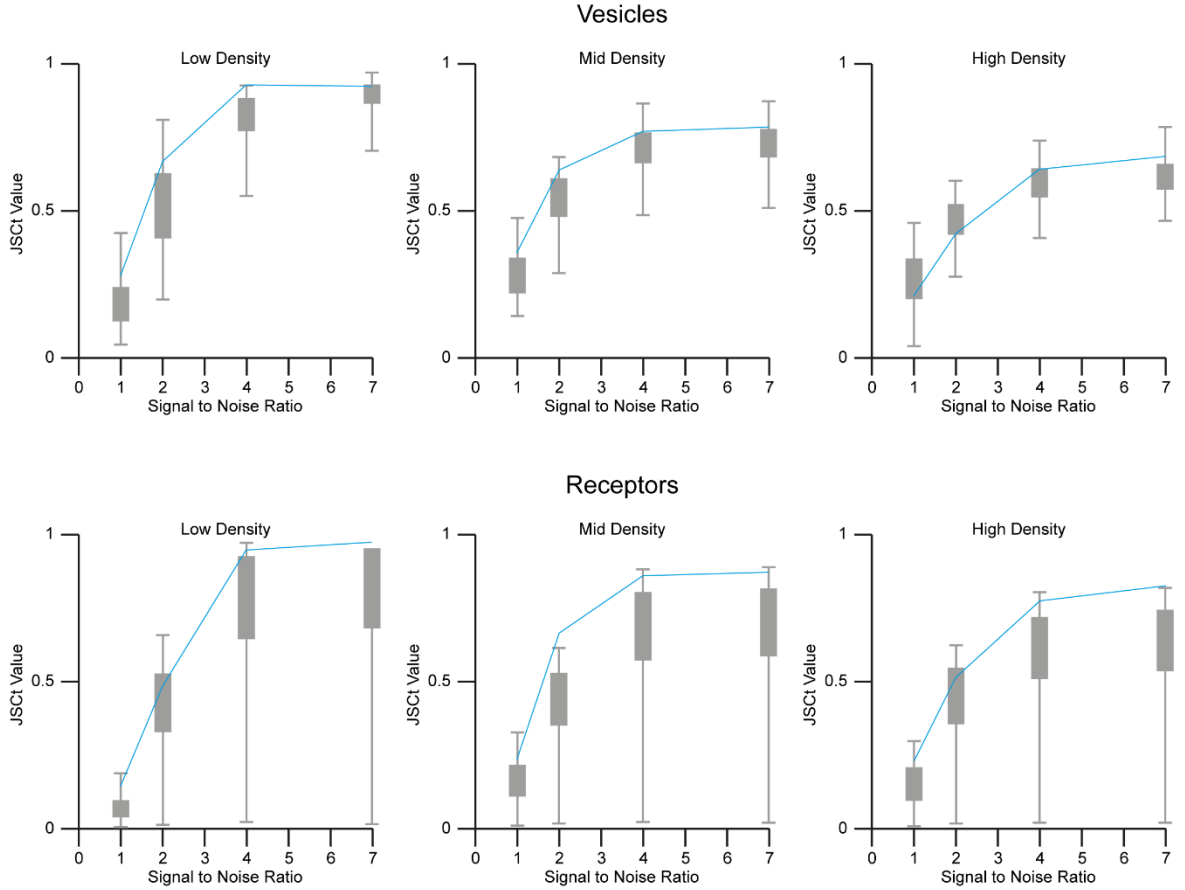 Vesicles
Low Density
Mid Density
High Density
1
0.5
0
JSCt Value
0 1 2 3 4 5 6 7
Signal to Noise Ratio
1
0.5
0
JSCt Value
0 1 2 3 4 5 6 7
Signal to Noise Ratio
1
0.5
0
JSCt Value
0 1 2 3 4 5 6 7
Signal to Noise Ratio
Receptors
Low Density
Mid Density
High Density
1
0.5
0
JSCt Value
0 1 2 3 4 5 6 7
Signal to Noise Ratio
1
0.5
0
JSCt Value
0 1 2 3 4 5 6 7
Signal to Noise Ratio
1
0.5
0
JSCt Value
0 1 2 3 4 5 6 7
Signal to Noise Ratio